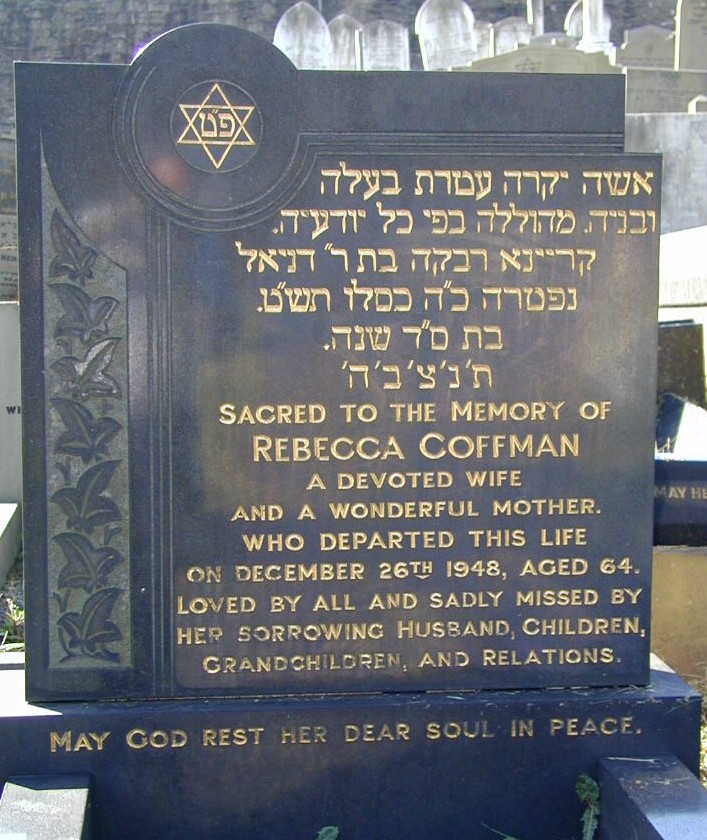 פ"ט
אשה יקרה עטרת בעלה
ובניה. מהוללה בפי כל יודעיה.
קריינא רבקה בת ר" דניאל
נפטרה כ"ה כסלו תש"ט.
בת ס"ד שנה.
ת'נ'צ'ב'ה'
SACRED TO THE MEMORY OF
REBECCA COFFMAN
A DEVOTED WIFE
AND A WONDERFUL MOTHER.
WHO DEPARTED THIS LIFE
ON DECEMBER 26TH 1948, AGED 64.
LOVED BY ALL AND SADLY MISSED BY
HER SORROWING HUSBAND, CHILDREN,
GRANDCHILDREN, AND RELATIONS.
MAY GOD REST HER DEAR SOUL IN PEACE.
MAY HE